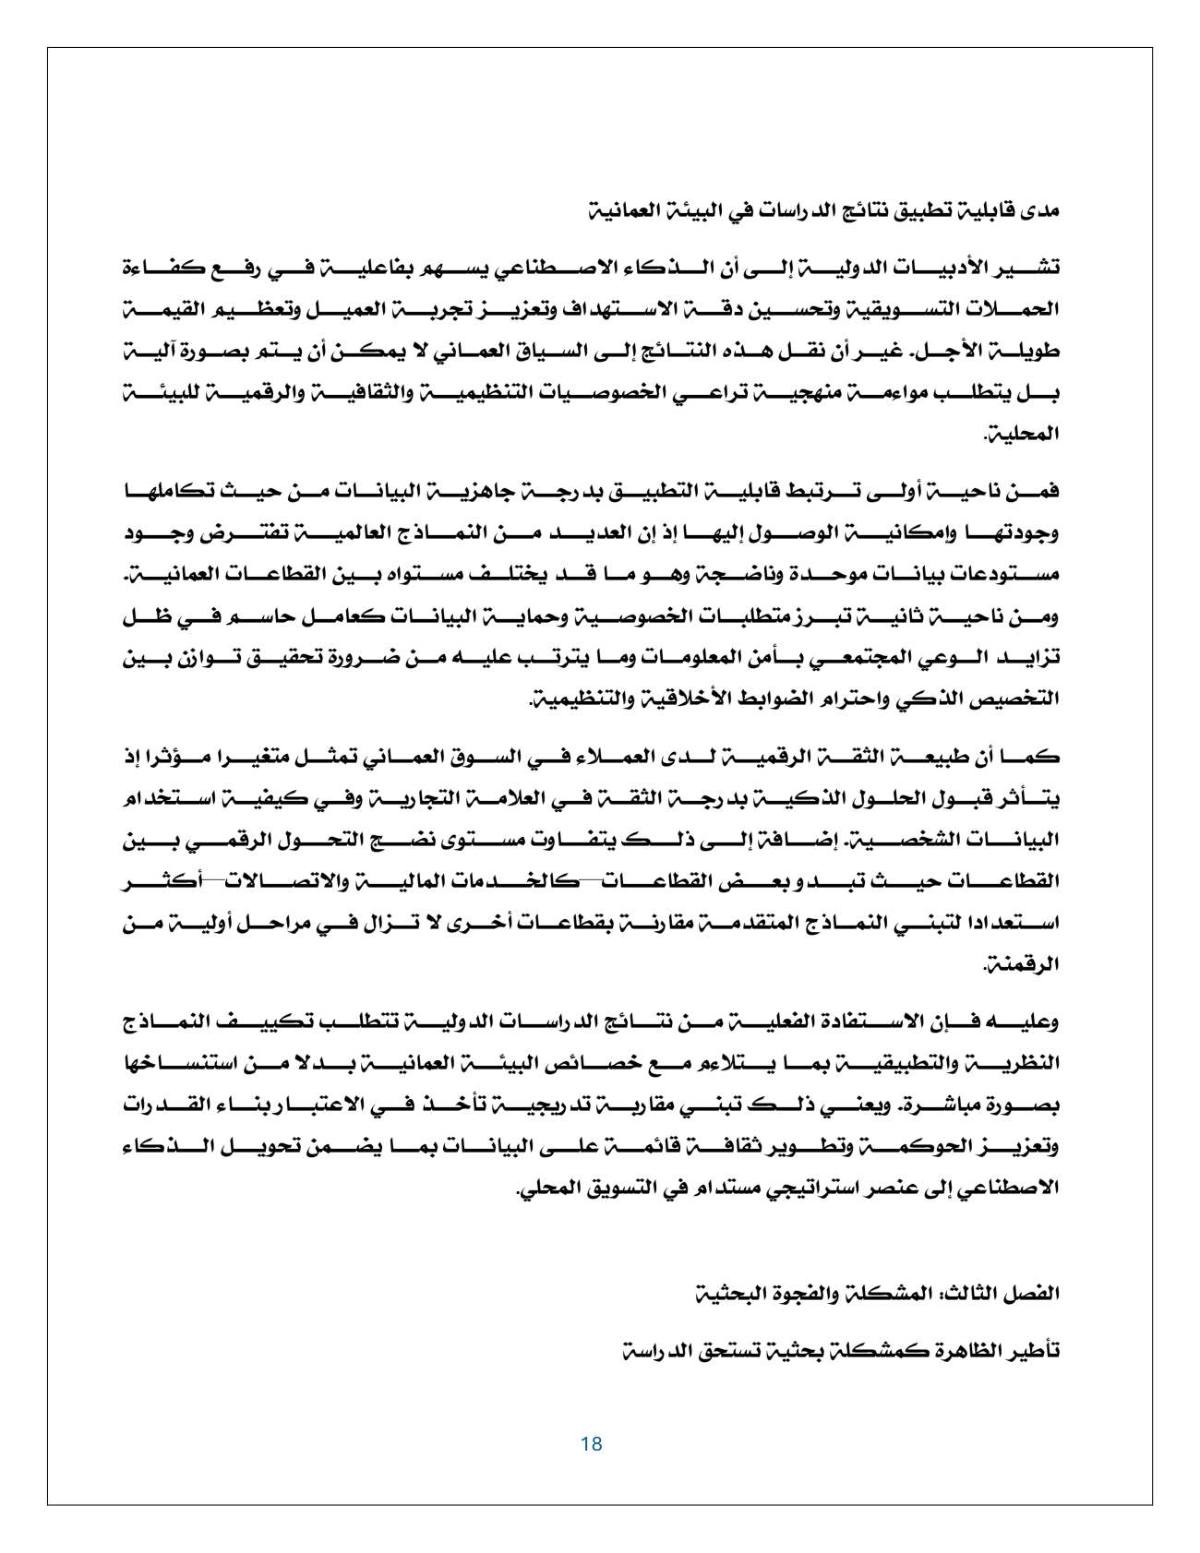 مدى قابلية تطبيق نتائج الدراسات في البيئة العمانية
تشير الأدبيات الدولية إلى أن الذكاء الاصطناعي يسهم بفاعلية في رفع كفاءة
الحملات التسويقية وتحسين دقة الاستهداف وتعزيز تجربة العميل وتعظيم القيمة
طويلة الأجل. غير أن نقل هذه النتائج إلى السياق العماني لا يمكن أن يتم بصورة آلية
بل يتطلب مواءمة منهجية تراعي الخصوصيات التنظيمية والثقافية والرقمية للبيئة
المحلية.
فمن ناحية أولى ترتبط قابلية التطبيق بدرجة جاهزية البيانات من حيث تكاملها
وجودتها وإمكانية الوصول إليها إذ إن العديد من النماذج العالمية تفترض وجود
مستودعات بيانات موحدة وناضجة وهو ما قد يختلف مستواه بين القطاعات العمانية.
ومن ناحية ثانية تبرز متطلبات الخصوصية وحماية البيانات كعامل حاسم في ظل
تزايد الوعي المجتمعي بأمن المعلومات وما يترتب عليه من ضرورة تحقيق توازن بين
التخصيص الذكي واحترام الضوابط الأخلاقية والتنظيمية.
كما أن طبيعة الثقة الرقمية لدى العملاء في السوق العماني تمثل متغيرا مؤثرا إذ
يتأثر قبول الحلول الذكية بدرجة الثقة في العلامة التجارية وفي كيفية استخدام
البيانات الشخصية. إضافة إلى ذلك يتفاوت مستوى نضج التحول الرقمي بين
القطاعات حيث تبدو بعض القطاعات—كالخدمات المالية والاتصالات—أكثر
استعدادا لتبني النماذج المتقدمة مقارنة بقطاعات أخرى لا تزال في مراحل أولية من
الرقمنة.
وعليه فإن الاستفادة الفعلية من نتائج الدراسات الدولية تتطلب تكييف النماذج
النظرية والتطبيقية بما يتلاءم مع خصائص البيئة العمانية بدلا من استنساخها
بصورة مباشرة. ويعني ذلك تبني مقاربة تدريجية تأخذ في الاعتبار بناء القدرات
وتعزيز الحوكمة وتطوير ثقافة قائمة على البيانات بما يضمن تحويل الذكاء
الاصطناعي إلى عنصر استراتيجي مستدام في التسويق المحلي.
الفصل الثالث: المشكلة والفجوة البحثية
تأطير الظاهرة كمشكلة بحثية تستحق الدراسة
18